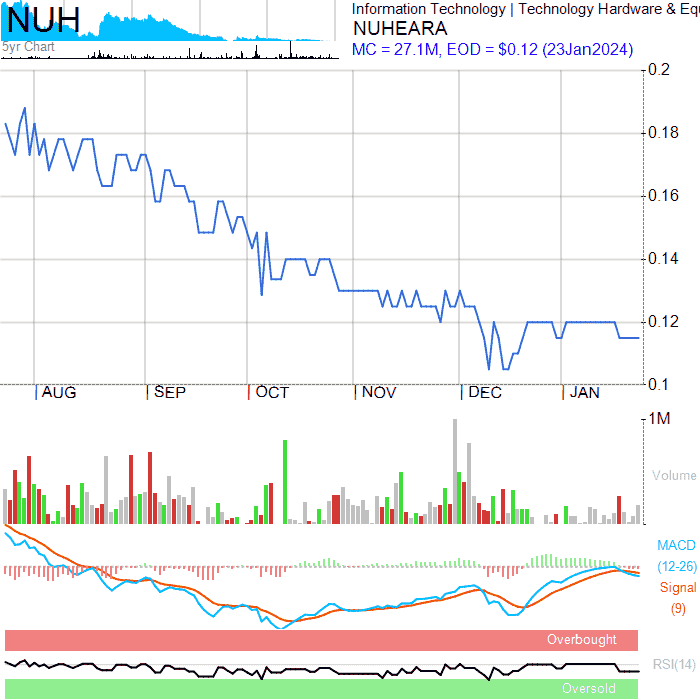 NUH
5yr Chart
Information Technology | Technology Hardware & Equ
NUHEARA
MC = 27.1M, EOD = $0.12 (23Jan2024)
0.2
0.18
0.16
0.14
0.12
0.1
AUG SEP OCT NOV DEC JAN
1M
Volume
MACD
(12-26)
Signal
(9)
Overbought
RSI(14)
Oversold